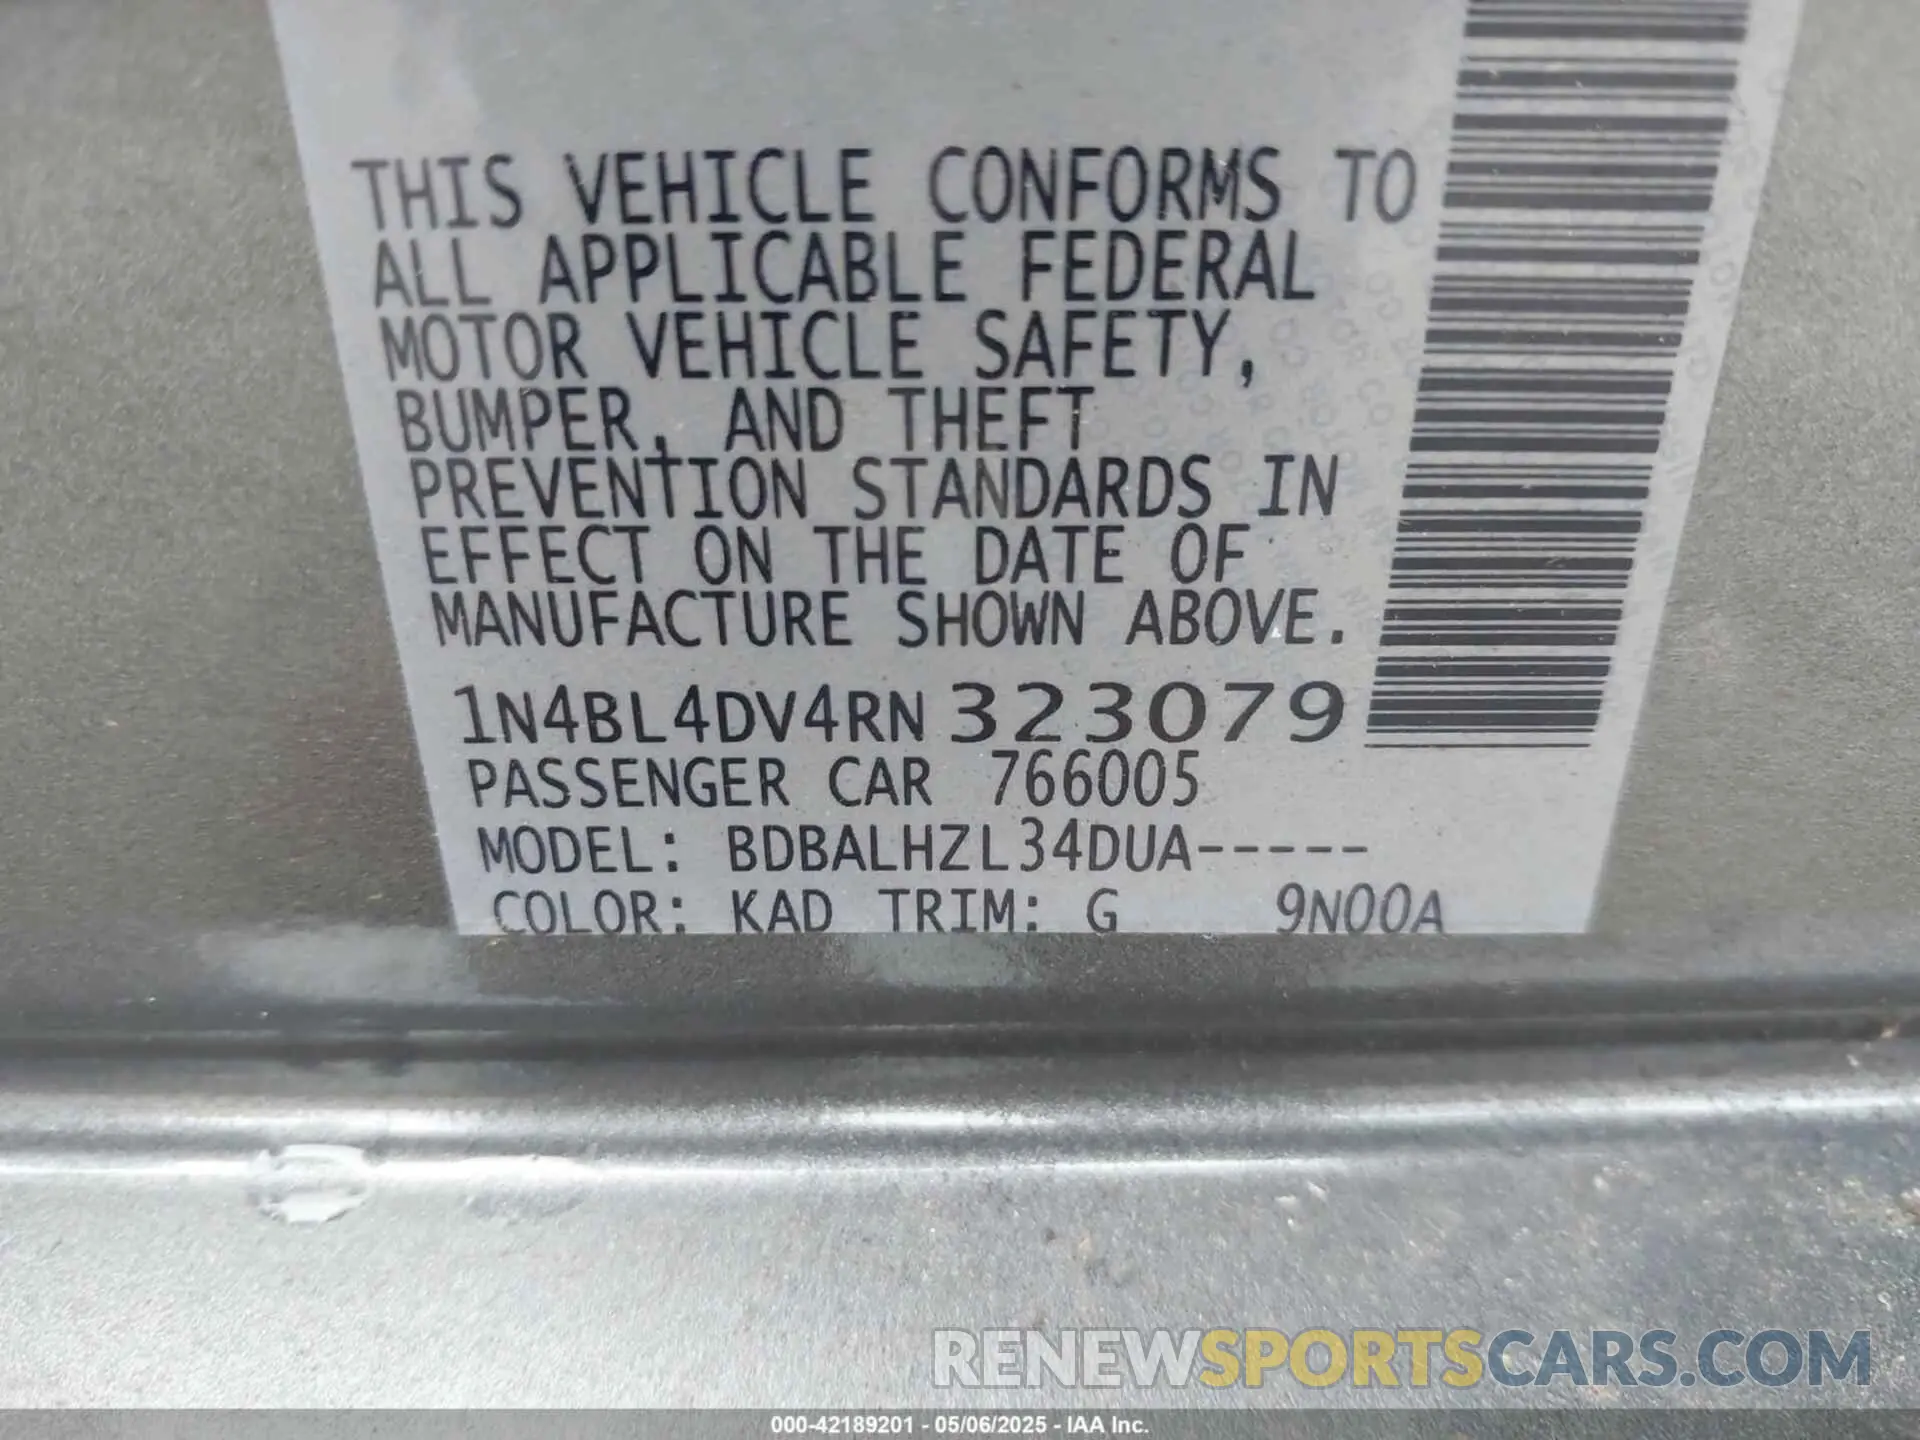 THIS VEHICLE CONFORMS TO
ALL APPLICABLE FEDERAL
MOTOR VEHICLE SAFETY,
BUMPER, AND THEFT
PREVENTION STANDARDS IN
EFFECT ON THE DATE OF
MANUFACTURE SHOWN ABOVE.
1N4BL4DV4RN323079
PASSENGER CAR 766005
MODEL: BDBALHZL34DUA-----
COLOR: KAD TRIM: G 9N00A
RENEWSPORTSCARS.COM
000-42189201 - 05/06/2025 - IAA Inc.